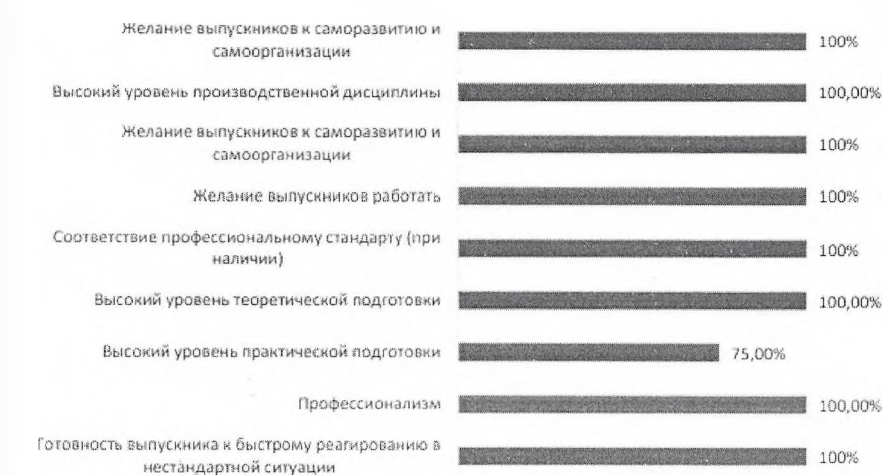 Желание выпускников к саморазвитию и
самоорганизации
100%
Высокий уровень производственной дисциплины
100,00%
Желание выпускников к саморазвитию и
самоорганизации
100%
Желание выпускников работать
100%
Соответствие профессиональному стандарту (при
наличии)
100%
Высокий уровень теоретической подготовки
100,00%
Высокий уровень практической подготовки
75,00%
Профессионализм
100,00%
Готовность выпускника к быстрому реагированию в
нестандартной ситуации
100%